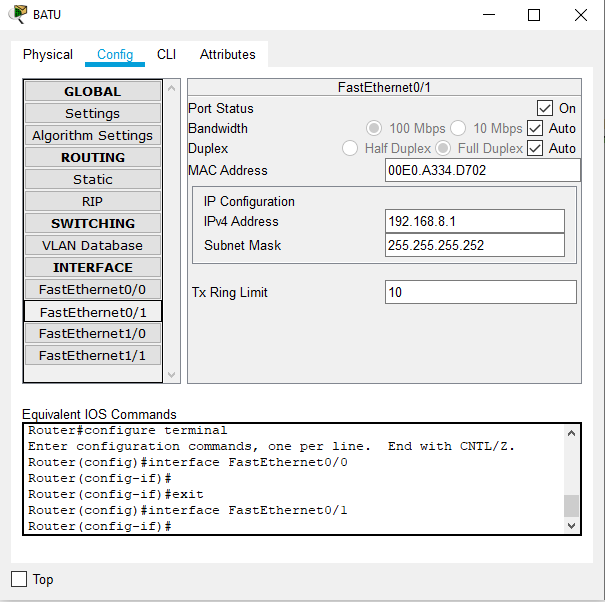 BATU
Physical Config CLI Attributes
GLOBAL
Settings
Algorithm Settings
ROUTING
Static
RIP
SWITCHING
VLAN Database
INTERFACE
FastEthernet0/0
FastEthernet0/1
FastEthernet1/0
FastEthernet1/1
FastEthernet0/1
Port Status On
Bandwidth 100 Mbps 10 Mbps Auto
Duplex Half Duplex Full Duplex Auto
MAC Address 00E0.A334.D702
IP Configuration
IPv4 Address 192.168.8.1
Subnet Mask 255.255.255.252
Tx Ring Limit 10
Equivalent IOS Commands
Router#configure terminal
Enter configuration commands, one per line. End with CNTL/Z.
Router(config)#interface FastEthernet0/0
Router(config-if)#
Router(config-if)#exit
Router(config)#interface FastEthernet0/1
Router(config-if)#
Top